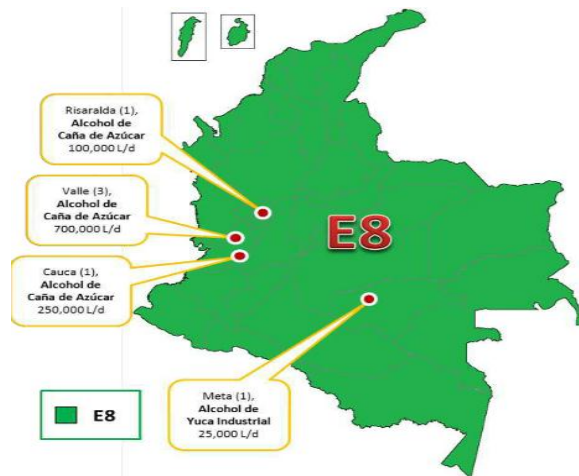 Risaralda (1),
Alcohol de
Caña de Azúcar
100,000 L/d
Valle (3),
Alcohol de
Caña de Azúcar
700,000 L/d
E8
Cauca (1),
Alcohol de
Caña de Azúcar
250,000 L/d
Meta (1),
Alcohol de
Yuca Industrial
25,000 L/d
E8